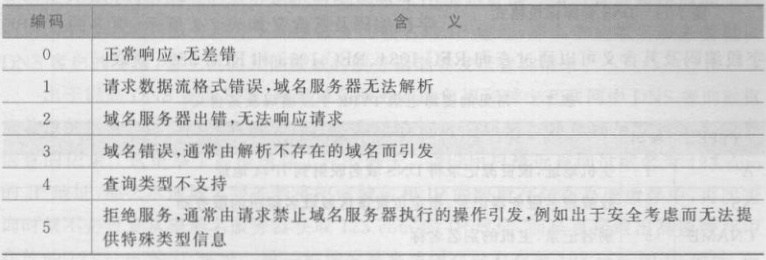 编码 含义
0 正常响应,无差错
1 请求数据流格式错误,域名服务器无法解析
2 域名服务器出错,无法响应请求
3 域名错误,通常由解析不存在的域名而引发
4 查询类型不支持
5 拒绝服务,通常由请求禁止域名服务器执行的操作引发,例如出于安全考虑而无法提
供特殊类型信息